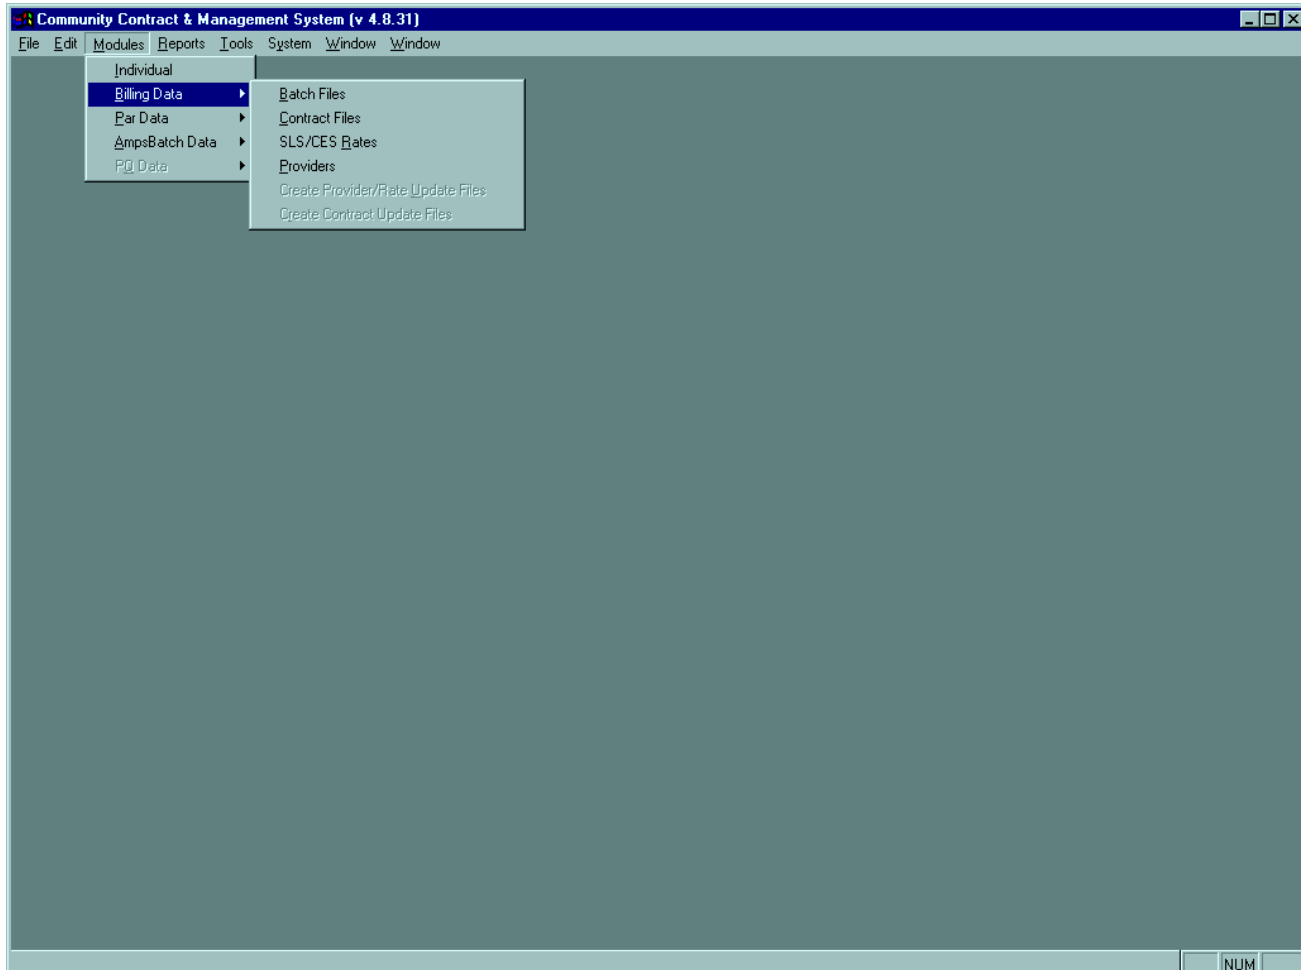 Community Contract & Management System (v 4.8.31)
File Edit Modules Reports Tools System Window Window
Individual
Billing Data
Par Data
AmpsBatch Data
PQ Data
Batch Files
Contract Files
SLS/CES Rates
Providers
Create Provider/Rate Update Files
Create Contract Update Files
NUM